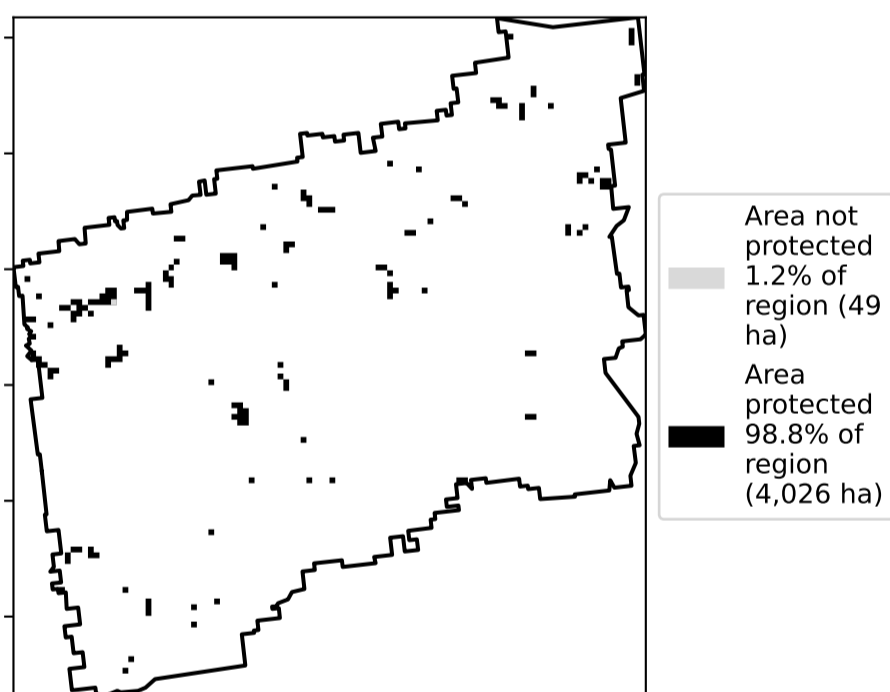 Area not
protected
1.2% of
region (49
ha)
Area
protected
98.8% of
region
(4,026 ha)